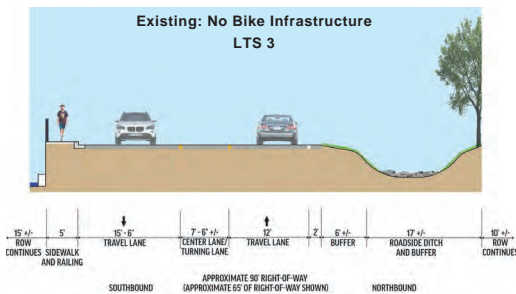 Existing: No Bike Infrastructure
LTS 3
15' +/- 5' 15' - 6" 7' - 6" +/- 12' 2' 6' +/- 17' +/- 10' +/-
ROW SIDEWALK TRAVEL LANE CENTER LANE/ TRAVEL LANE BUFFER ROADSIDE DITCH ROW
CONTINUES AND RAILING TURNING LANE AND BUFFER CONTINUES
APPROXIMATE 90' RIGHT-OF-WAY
SOUTHBOUND (APPROXIMATE 65' OF RIGHT-OF-WAY SHOWN) NORTHBOUND